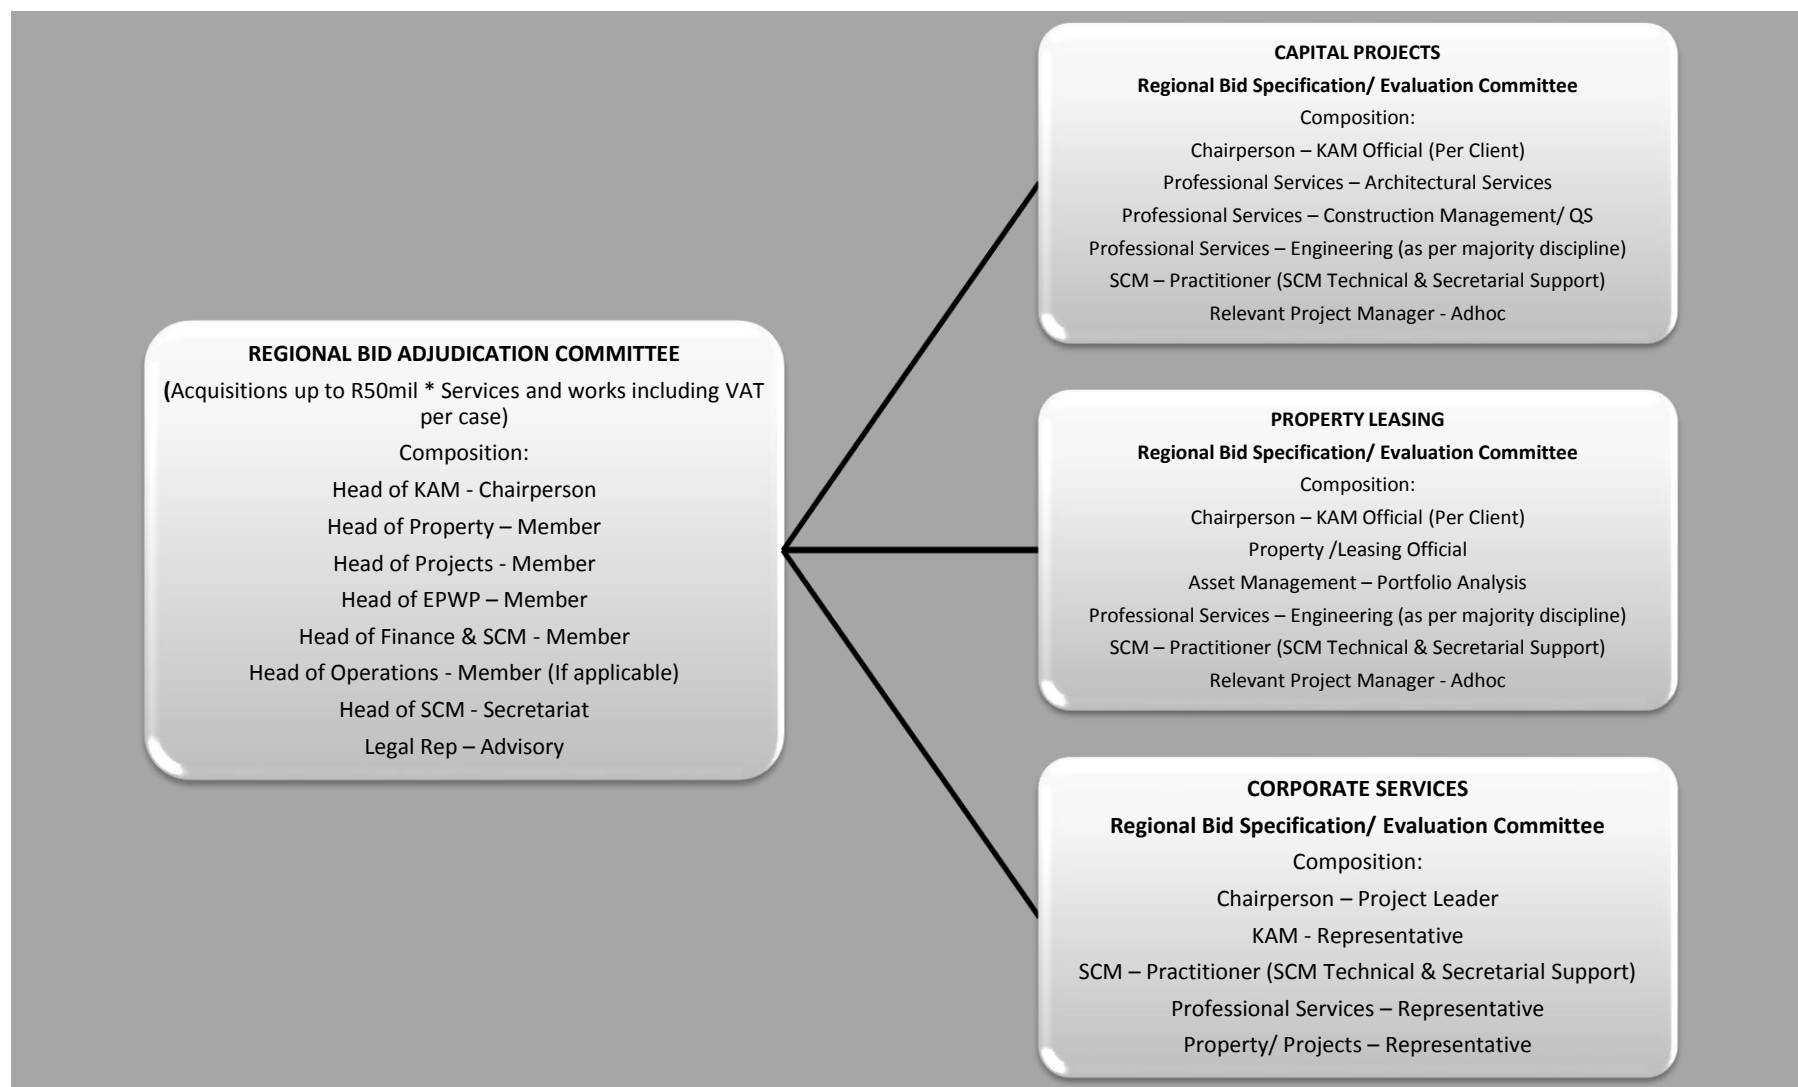 REGIONAL BID ADJUDICATION COMMITTEE
(Acquisitions up to R50mil * Services and works including VAT
per case)
Composition:
Head of KAM - Chairperson
Head of Property – Member
Head of Projects - Member
Head of EPWP – Member
Head of Finance & SCM - Member
Head of Operations - Member (If applicable)
Head of SCM - Secretariat
Legal Rep – Advisory
CAPITAL PROJECTS
Regional Bid Specification/ Evaluation Committee
Composition:
Chairperson – KAM Official (Per Client)
Professional Services – Architectural Services
Professional Services – Construction Management/ QS
Professional Services – Engineering (as per majority discipline)
SCM – Practitioner (SCM Technical & Secretarial Support)
Relevant Project Manager - Adhoc
PROPERTY LEASING
Regional Bid Specification/ Evaluation Committee
Composition:
Chairperson – KAM Official (Per Client)
Property /Leasing Official
Asset Management – Portfolio Analysis
Professional Services – Engineering (as per majority discipline)
SCM – Practitioner (SCM Technical & Secretarial Support)
Relevant Project Manager - Adhoc
CORPORATE SERVICES
Regional Bid Specification/ Evaluation Committee
Composition:
Chairperson – Project Leader
KAM - Representative
SCM – Practitioner (SCM Technical & Secretarial Support)
Professional Services – Representative
Property/ Projects – Representative